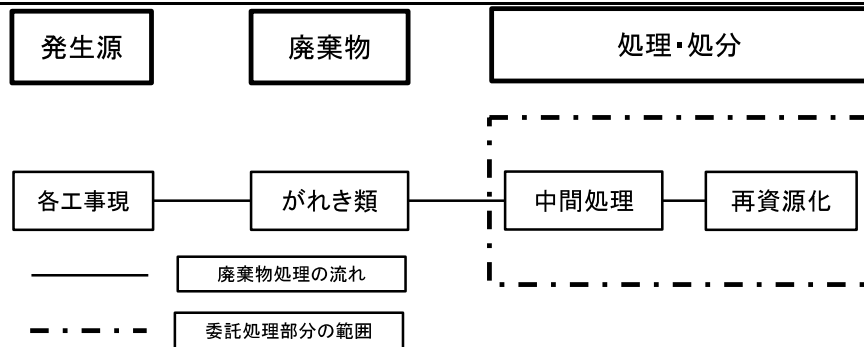 発生源
廃棄物
処理・処分
各工事現
がれき類
中間処理
再資源化
廃棄物処理の流れ
委託処理部分の範囲